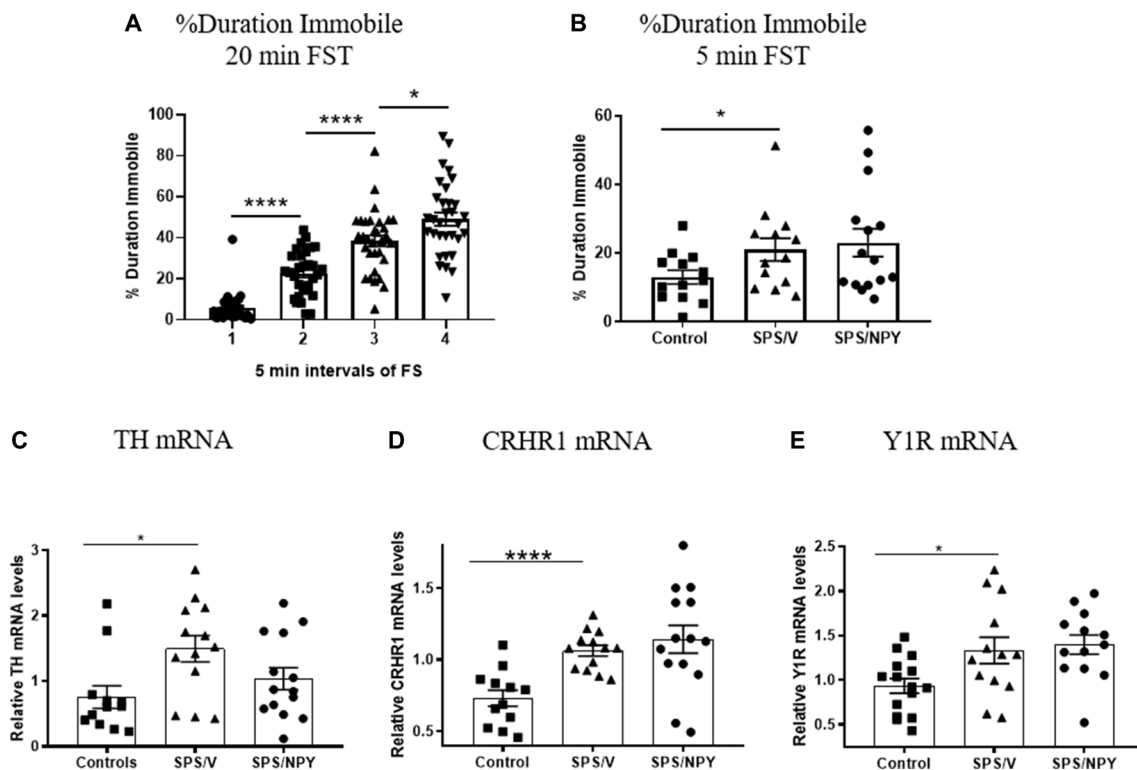 A %Duration Immobile
20 min FST
% Duration Immobile
100
80
60
40
20
0
****
****
*
1 2 3 4
5 min intervals of FS
B %Duration Immobile
5 min FST
% Duration Immobile
60
40
20
0
*
Control SPS/V SPS/NPY
C TH mRNA
Relative TH mRNA levels
3
2
1
0
*
Controls SPS/V SPS/NPY
D CRHR1 mRNA
Relative CRHR1 mRNA levels
1.5
1.0
0.5
****
Control SPS/V SPS/NPY
E Y1R mRNA
Relative Y1R mRNA levels
2.5
2.0
1.5
1.0
0.5
*
Control SPS/V SPS/NPY